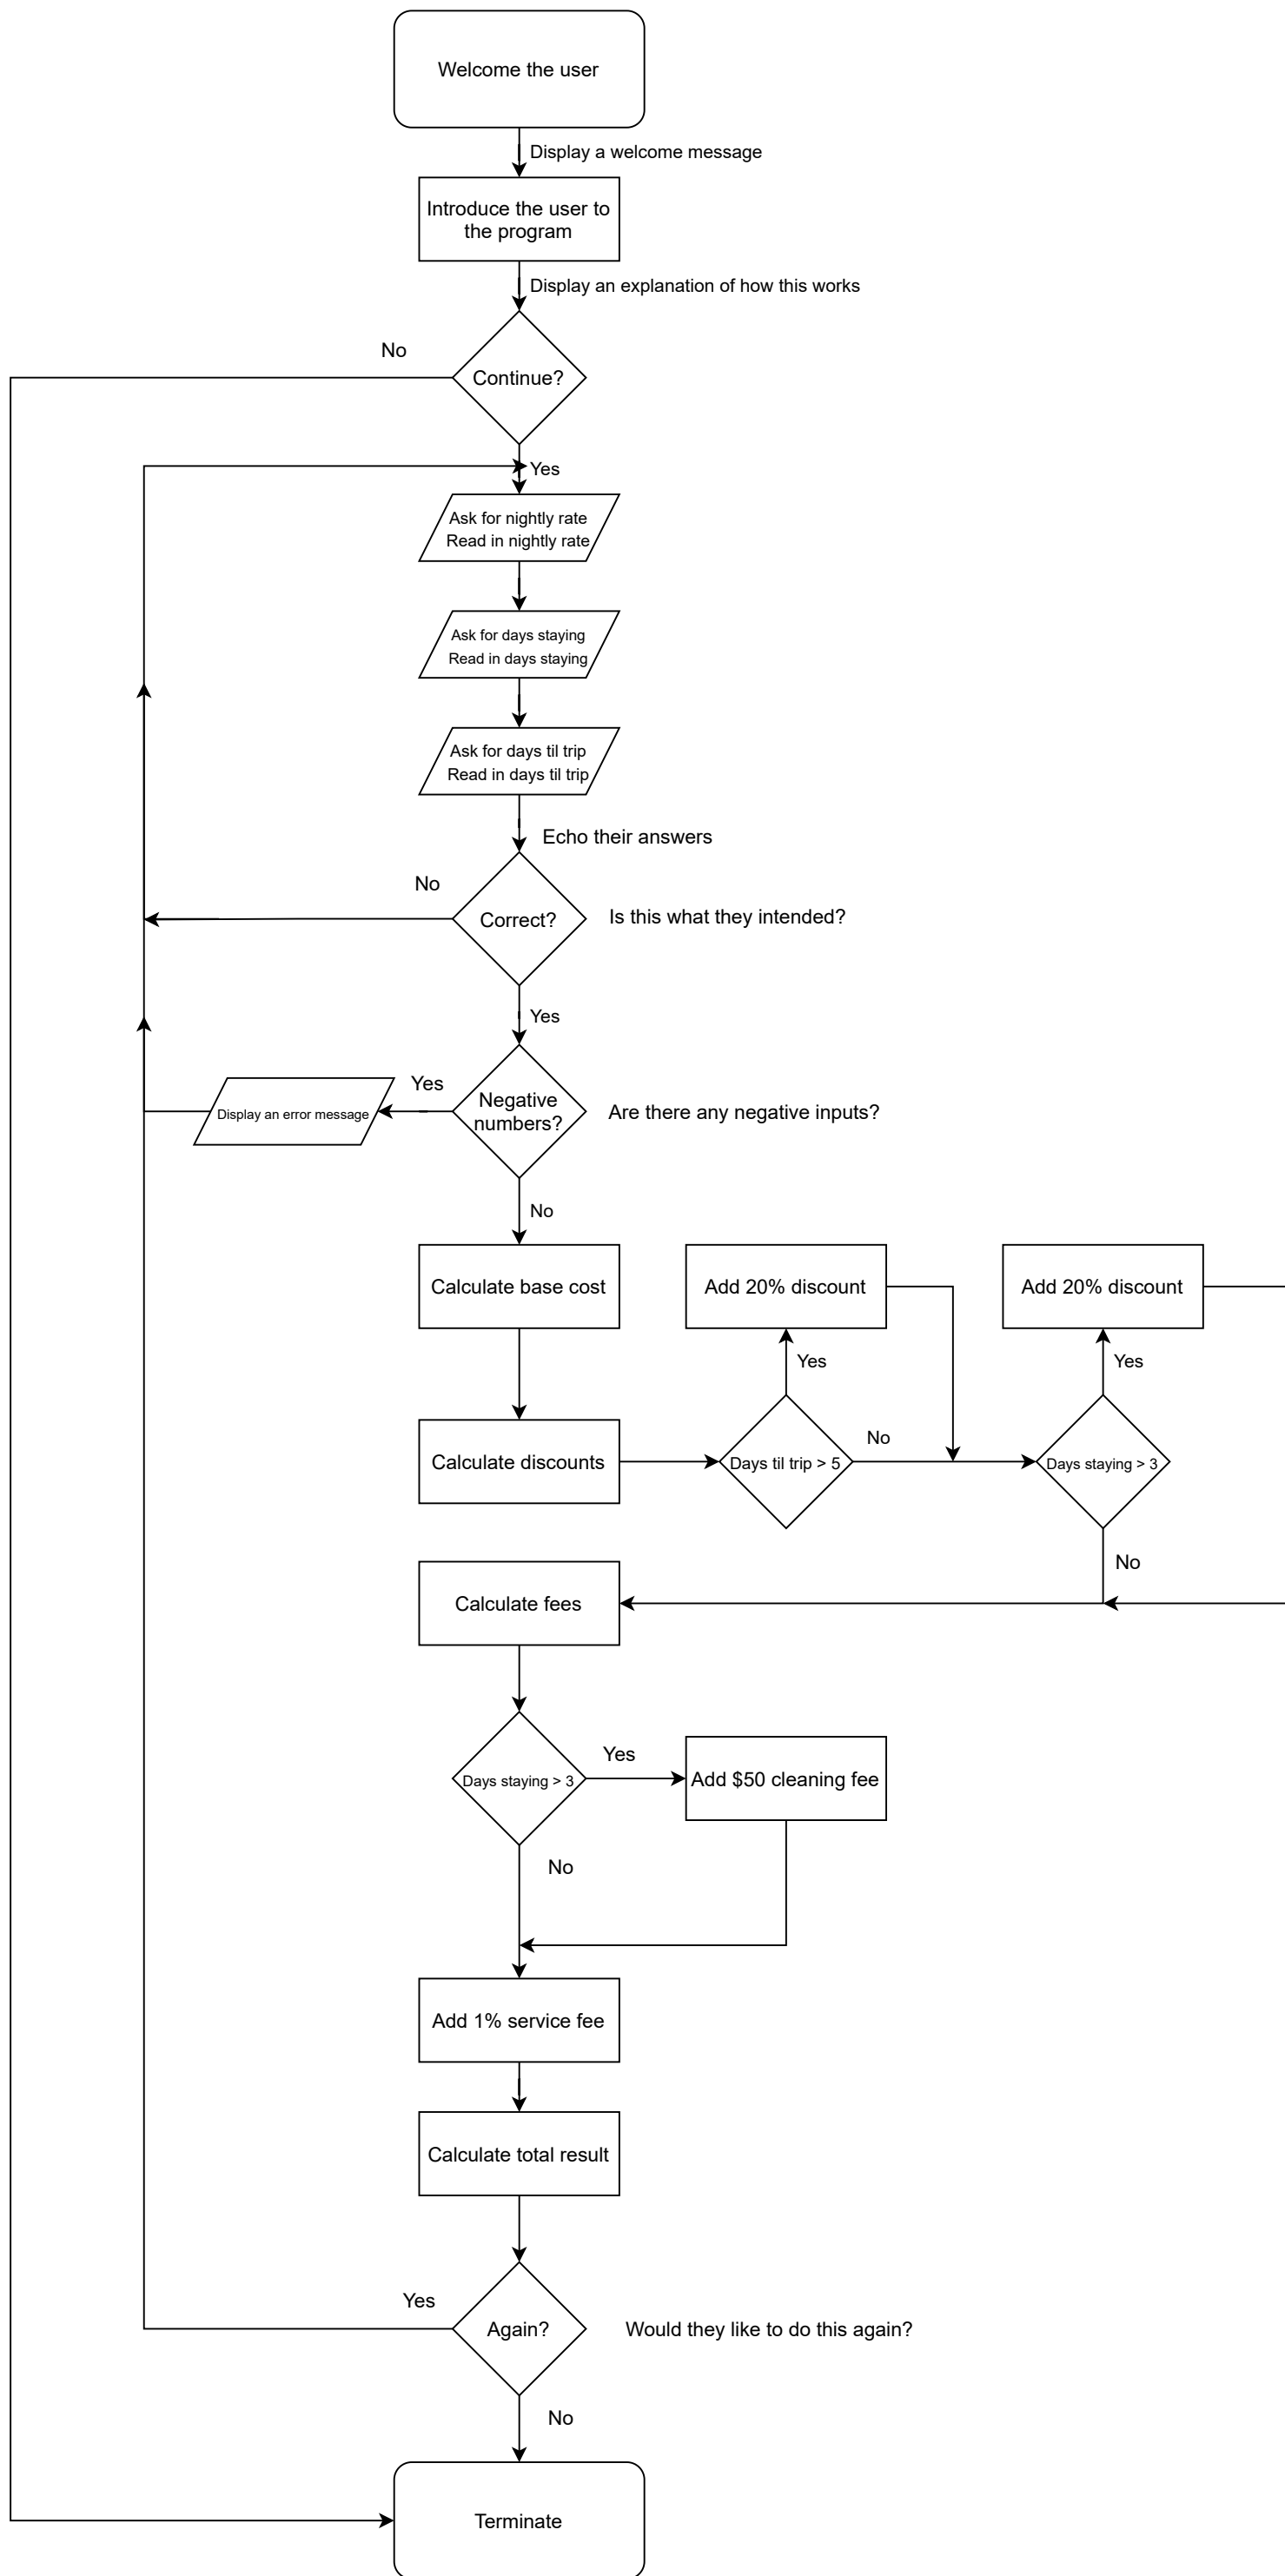 Welcome the user
Display a welcome message
Introduce the user to
the program
Display an explanation of how this works
No
Continue?
Yes
Ask for nightly rate
Read in nightly rate
Ask for days staying
Read in days staying
Ask for days til trip
Read in days til trip
Echo their answers
No
Correct?
Is this what they intended?
Yes
Yes
Display an error message
Negative
numbers?
Are there any negative inputs?
No
Calculate base cost
Add 20% discount
Add 20% discount
Yes
Yes
Calculate discounts
Days til trip > 5
No
Days staying > 3
No
Calculate fees
Days staying > 3
Yes
Add $50 cleaning fee
No
Add 1% service fee
Calculate total result
Yes
Again?
Would they like to do this again?
No
Terminate